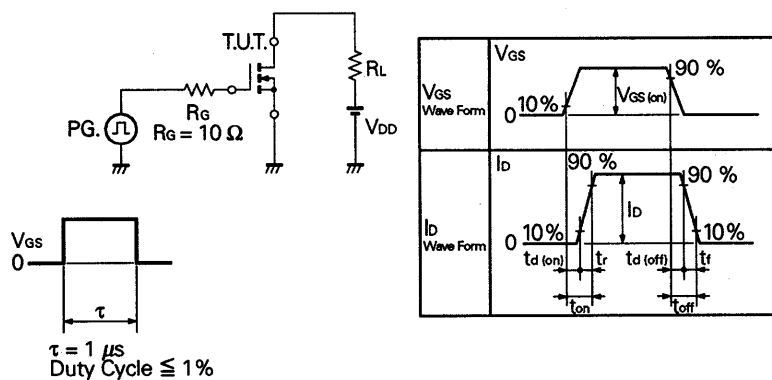 T.U.T.
RL
RG
PG.
RG = 10 Ω
VDD
VGS
0
τ
τ = 1 μs
Duty Cycle ≦ 1%
VGS
Wave Form
VGS
90 %
10%
VGS (on)
0
ID
Wave Form
ID
90 %
90 %
ID
10%
10%
0
td (on)
tr
td (off)
tf
ton
toff